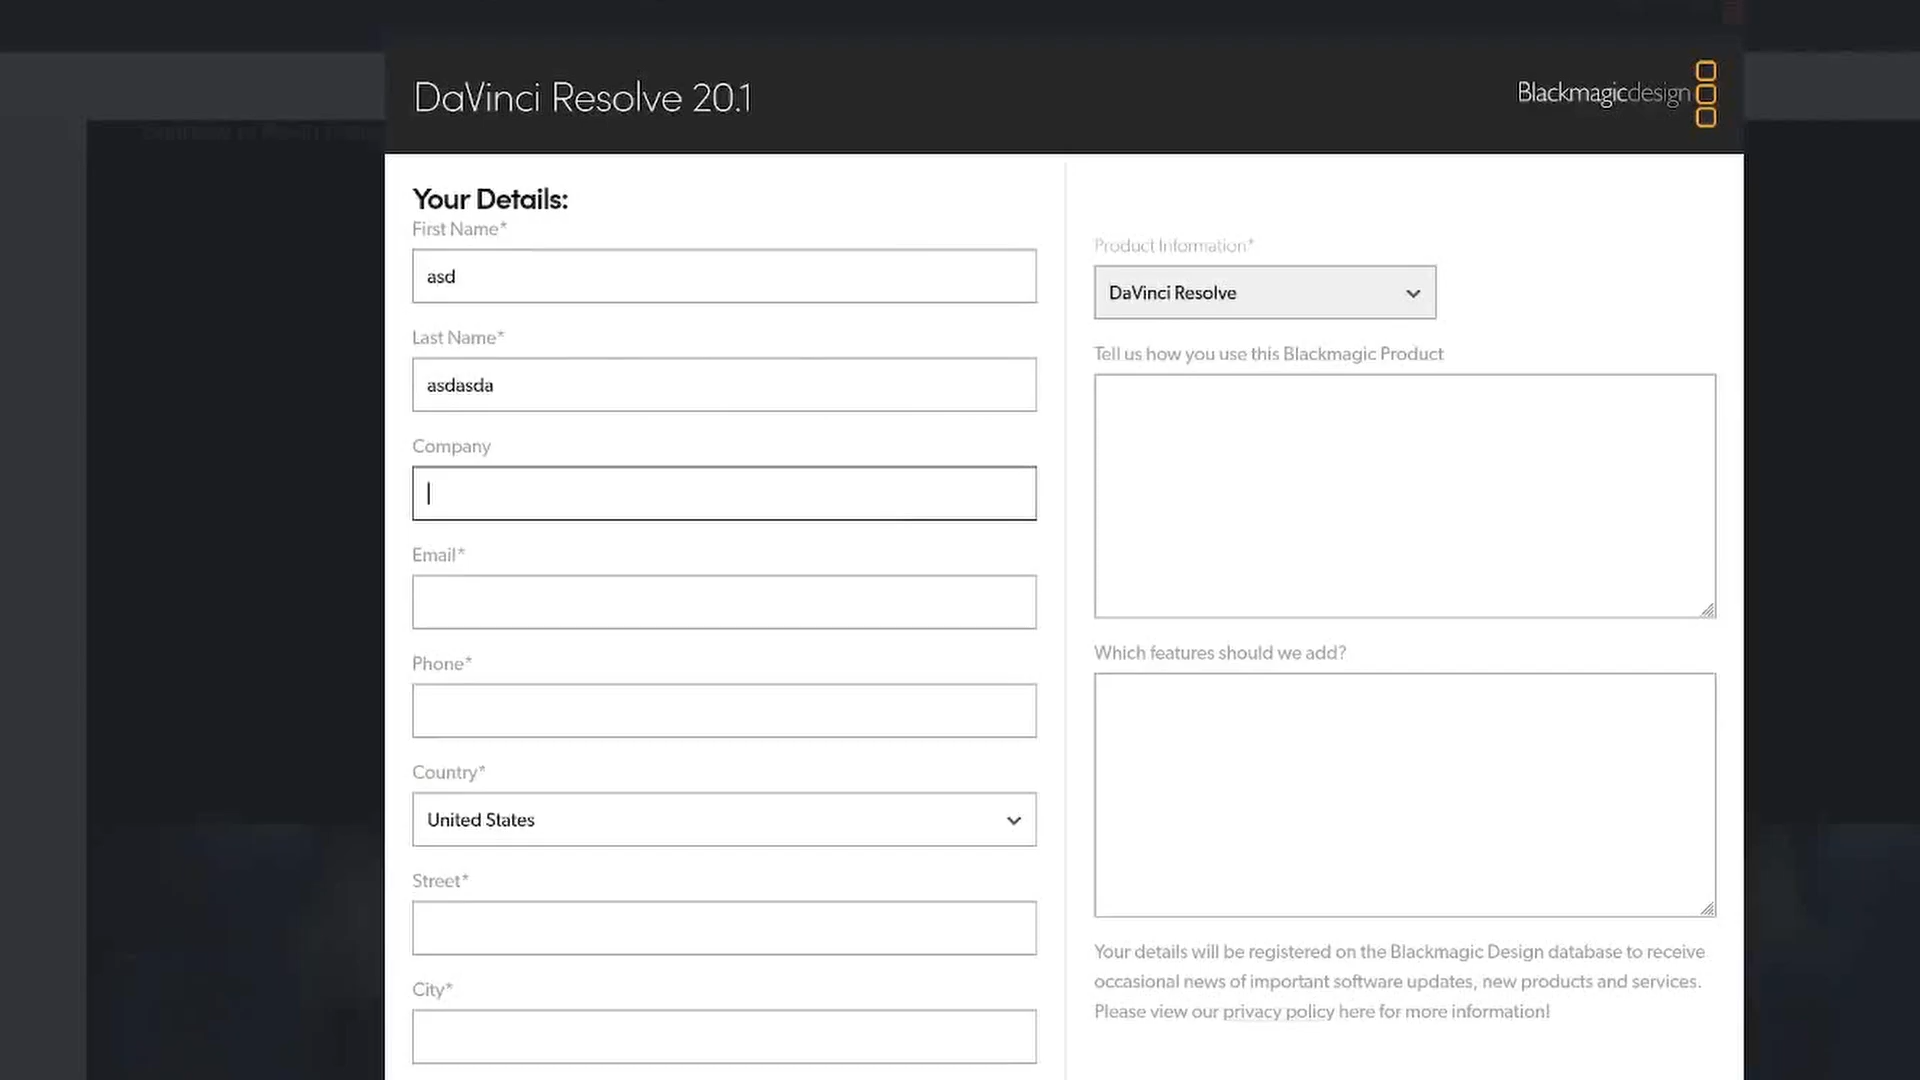 DaVinci Resolve 20.1
Blackmagicdesign
Your Details:
First Name*
asd
Last Name*
asdasda
Company
Email*
Phone*
Country*
United States
Street*
City*
Product Information*
DaVinci Resolve
Tell us how you use this Blackmagic Product
Which features should we add?
Your details will be registered on the Blackmagic Design database to receive
occasional news of important software updates, new products and services.
Please view our privacy policy here for more information!